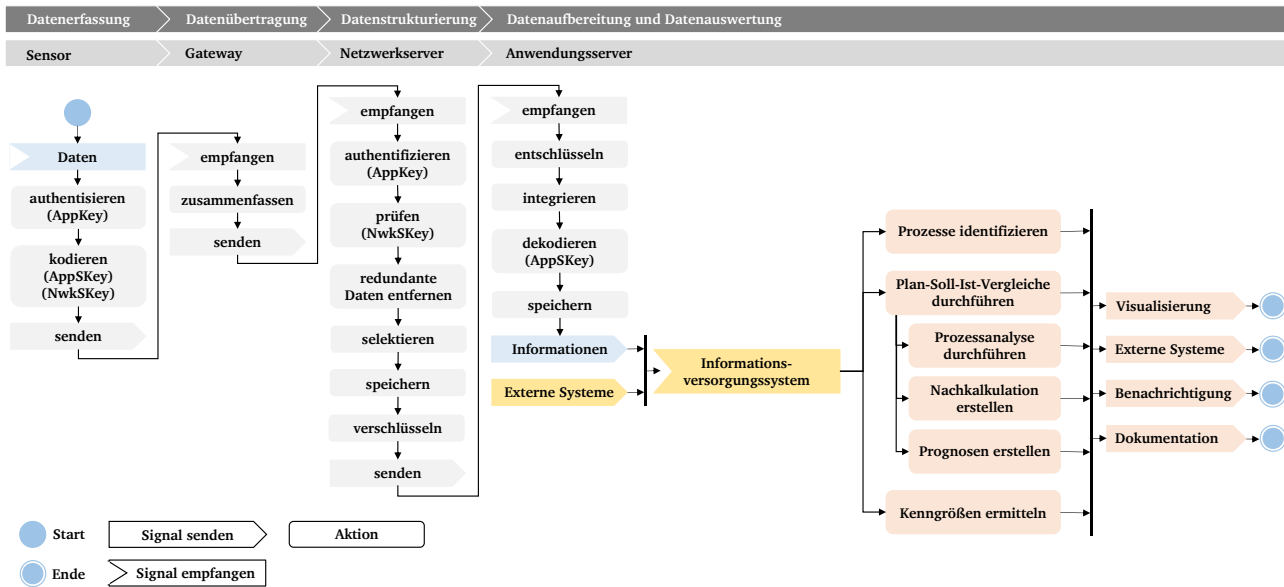 Datenerfassung
Datenübertragung
Datenstrukturierung
Datenaufbereitung und Datenauswertung
Sensor
Gateway
Netzwerkserver
Anwendungsserver
Daten
authentisieren
(AppKey)
kodieren
(AppSKey)
(NwkSKey)
senden
empfangen
zusammenfassen
senden
empfangen
authentifizieren
(AppKey)
prüfen
(NwkSKey)
redundante
Daten entfernen
selektieren
speichern
verschlüsseln
senden
empfangen
entschlüsseln
integrieren
dekodieren
(AppSKey)
speichern
Informationen
Externe Systeme
Informations-
versorgungssystem
Prozesse identifizieren
Plan-Soll-Ist-Vergleiche
durchführen
Prozessanalyse
durchführen
Nachkalkulation
erstellen
Prognosen erstellen
Kenngrößen ermitteln
Visualisierung
Externe Systeme
Benachrichtigung
Dokumentation
Start
Signal senden
Aktion
Ende
Signal empfangen